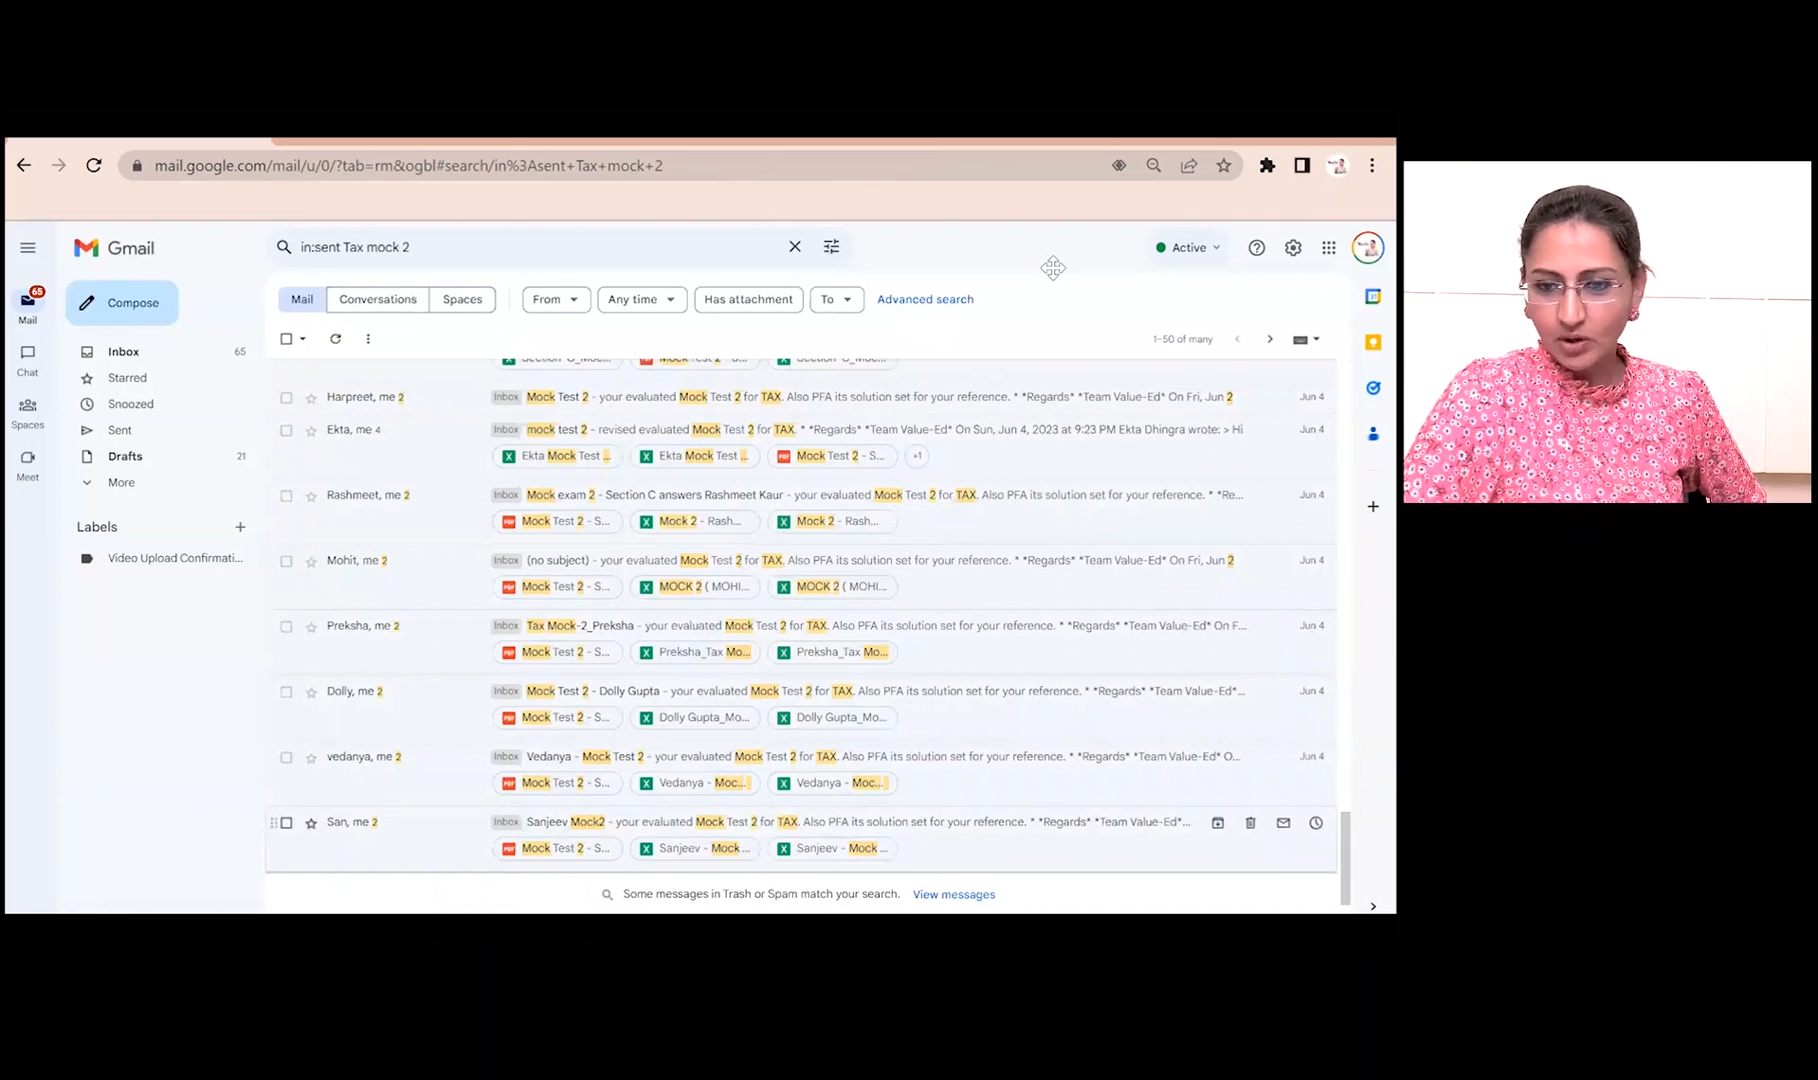 mail.google.com/mail/u/0/?tab=rm&ogbl#search/in%3Asent+Tax+mock+2
Gmail
in:sent Tax mock 2
Active
65
Mail
Chat
Spaces
Meet
Compose
Inbox 65
Starred
Snoozed
Sent
Drafts 21
More
Labels
Video Upload Confirmati...
Mail Conversations Spaces From Any time Has attachment To Advanced search
1-50 of many
Harpreet, me 2 Inbox Mock Test 2 - your evaluated Mock Test 2 for TAX. Also PFA its solution set for your reference. * *Regards* *Team Value-Ed* On Fri, Jun 2 Jun 4
Ekta, me 4 Inbox mock test 2 - revised evaluated Mock Test 2 for TAX. * *Regards* *Team Value-Ed* On Sun, Jun 4, 2023 at 9:23 PM Ekta Dhingra wrote: > Hi Jun 4
Ekta Mock Test ... Ekta Mock Test ... PDF Mock Test 2 - S... +1
Rashmeet, me 2 Inbox Mock exam 2 - Section C answers Rashmeet Kaur - your evaluated Mock Test 2 for TAX. Also PFA its solution set for your reference. * *Re... Jun 4
PDF Mock Test 2 - S... Mock 2 - Rash... Mock 2 - Rash...
Mohit, me 2 Inbox (no subject) - your evaluated Mock Test 2 for TAX. Also PFA its solution set for your reference. * *Regards* *Team Value-Ed* On Fri, Jun 2 Jun 4
PDF Mock Test 2 - S... MOCK 2 ( MOHI... MOCK 2 ( MOHI...
Preksha, me 2 Inbox Tax Mock-2_Preksha - your evaluated Mock Test 2 for TAX. Also PFA its solution set for your reference. * *Regards* *Team Value-Ed* On F... Jun 4
PDF Mock Test 2 - S... Preksha_Tax Mo... Preksha_Tax Mo...
Dolly, me 2 Inbox Mock Test 2 - Dolly Gupta - your evaluated Mock Test 2 for TAX. Also PFA its solution set for your reference. * *Regards* *Team Value-Ed*... Jun 4
PDF Mock Test 2 - S... Dolly Gupta_Mo... Dolly Gupta_Mo...
vedanya, me 2 Inbox Vedanya - Mock Test 2 - your evaluated Mock Test 2 for TAX. Also PFA its solution set for your reference. * *Regards* *Team Value-Ed* O... Jun 4
PDF Mock Test 2 - S... Vedanya - Moc... Vedanya - Moc...
San, me 2 Inbox Sanjeev Mock2 - your evaluated Mock Test 2 for TAX. Also PFA its solution set for your reference. * *Regards* *Team Value-Ed*...
PDF Mock Test 2 - S... Sanjeev - Mock ... Sanjeev - Mock ...
Some messages in Trash or Spam match your search. View messages